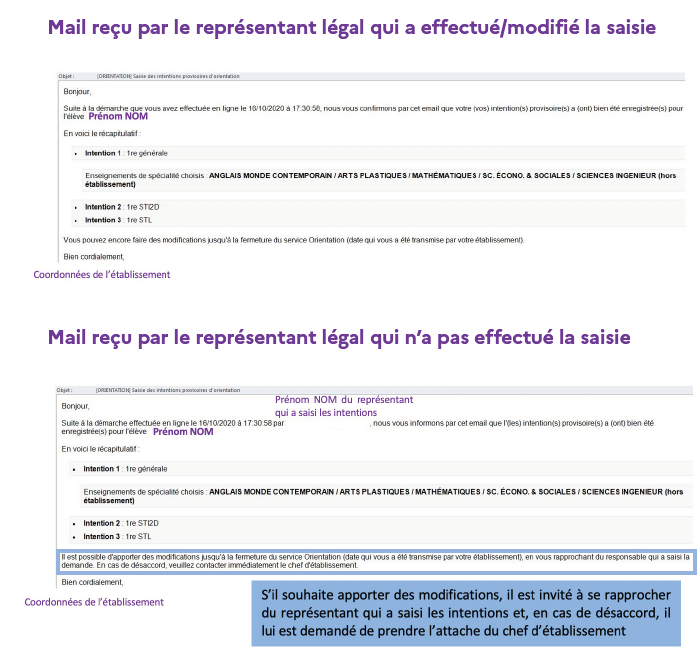 Mail reçu par le représentant légal qui a effectué/modifié la saisie
Objet : [ORIENTATION] Saisie des intentions provisoires d'orientation
Bonjour,
Suite à la démarche que vous avez effectuée en ligne le 16/10/2020 à 17:30:58, nous vous confirmons par cet email que votre (vos) intention(s) provisoire(s) a (ont) bien été enregistrée(s) pour
l'élève Prénom NOM
En voici le récapitulatif :
• Intention 1 : 1re générale
Enseignements de spécialité choisis : ANGLAIS MONDE CONTEMPORAIN / ARTS PLASTIQUES / MATHÉMATIQUES / SC. ÉCONO. & SOCIALES / SCIENCES INGENIEUR (hors
établissement)
• Intention 2 : 1re STI2D
• Intention 3 : 1re STL
Vous pouvez encore faire des modifications jusqu'à la fermeture du service Orientation (date qui vous a été transmise par votre établissement).
Bien cordialement,
Coordonnées de l'établissement
Mail reçu par le représentant légal qui n'a pas effectué la saisie
Objet : [ORIENTATION] Saisie des intentions provisoires d'orientation
Prénom NOM du représentant
qui a saisi les intentions
Bonjour,
Suite à la démarche effectuée en ligne le 16/10/2020 à 17:30:58 par , nous vous informons par cet email que l'(les) intention(s) provisoire(s) a (ont) bien été
enregistrée(s) pour l'élève Prénom NOM
En voici le récapitulatif :
• Intention 1 : 1re générale
Enseignements de spécialité choisis : ANGLAIS MONDE CONTEMPORAIN / ARTS PLASTIQUES / MATHÉMATIQUES / SC. ÉCONO. & SOCIALES / SCIENCES INGENIEUR (hors
établissement)
• Intention 2 : 1re STI2D
• Intention 3 : 1re STL
Il est possible d'apporter des modifications jusqu'à la fermeture du service Orientation (date qui vous a été transmise par votre établissement), en vous rapprochant du responsable qui a saisi la
demande. En cas de désaccord, veuillez contacter immédiatement le chef d'établissement.
Bien cordialement,
Coordonnées de l'établissement
S'il souhaite apporter des modifications, il est invité à se rapprocher
du représentant qui a saisi les intentions et, en cas de désaccord, il
lui est demandé de prendre l'attache du chef d'établissement